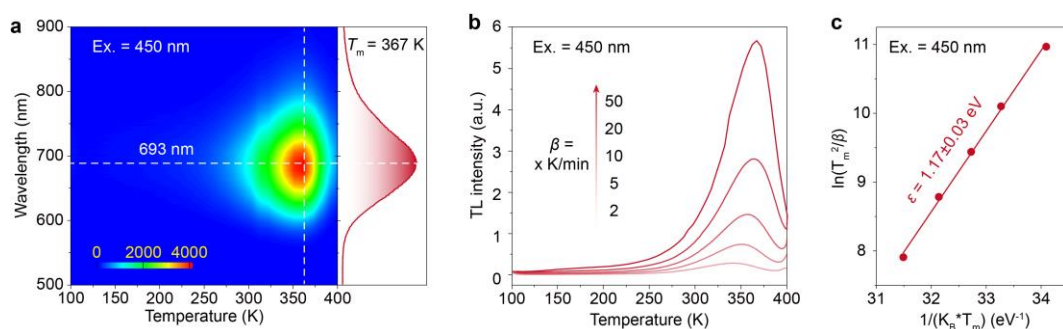 a
Ex. = 450 nm
Tm = 367 K
693 nm
0 2000 4000
900
800
700
600
500
Wavelength (nm)
100 150 200 250 300 350 400
Temperature (K)
b
Ex. = 450 nm
β =
x K/min
50
20
10
5
2
6
5
4
3
2
1
0
TL intensity (a.u.)
100 150 200 250 300 350 400
Temperature (K)
c
Ex. = 450 nm
ε = 1.17±0.03 eV
11
10
9
8
ln(Tm²/β)
31 32 33 34
1/(KB*Tm) (eV⁻¹)